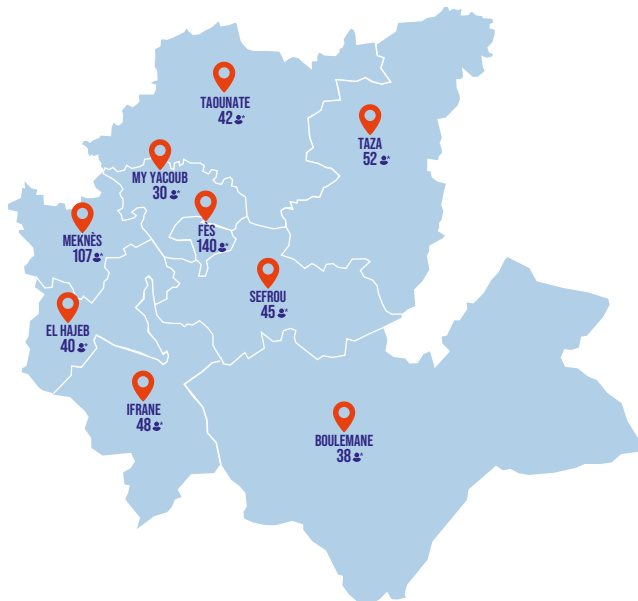 TAOUNATE
42
TAZA
52
MY YACOUB
30
FÈS
140
MEKNÈS
107
SEFROU
45
EL HAJEB
40
IFRANE
48
BOULEMANE
38